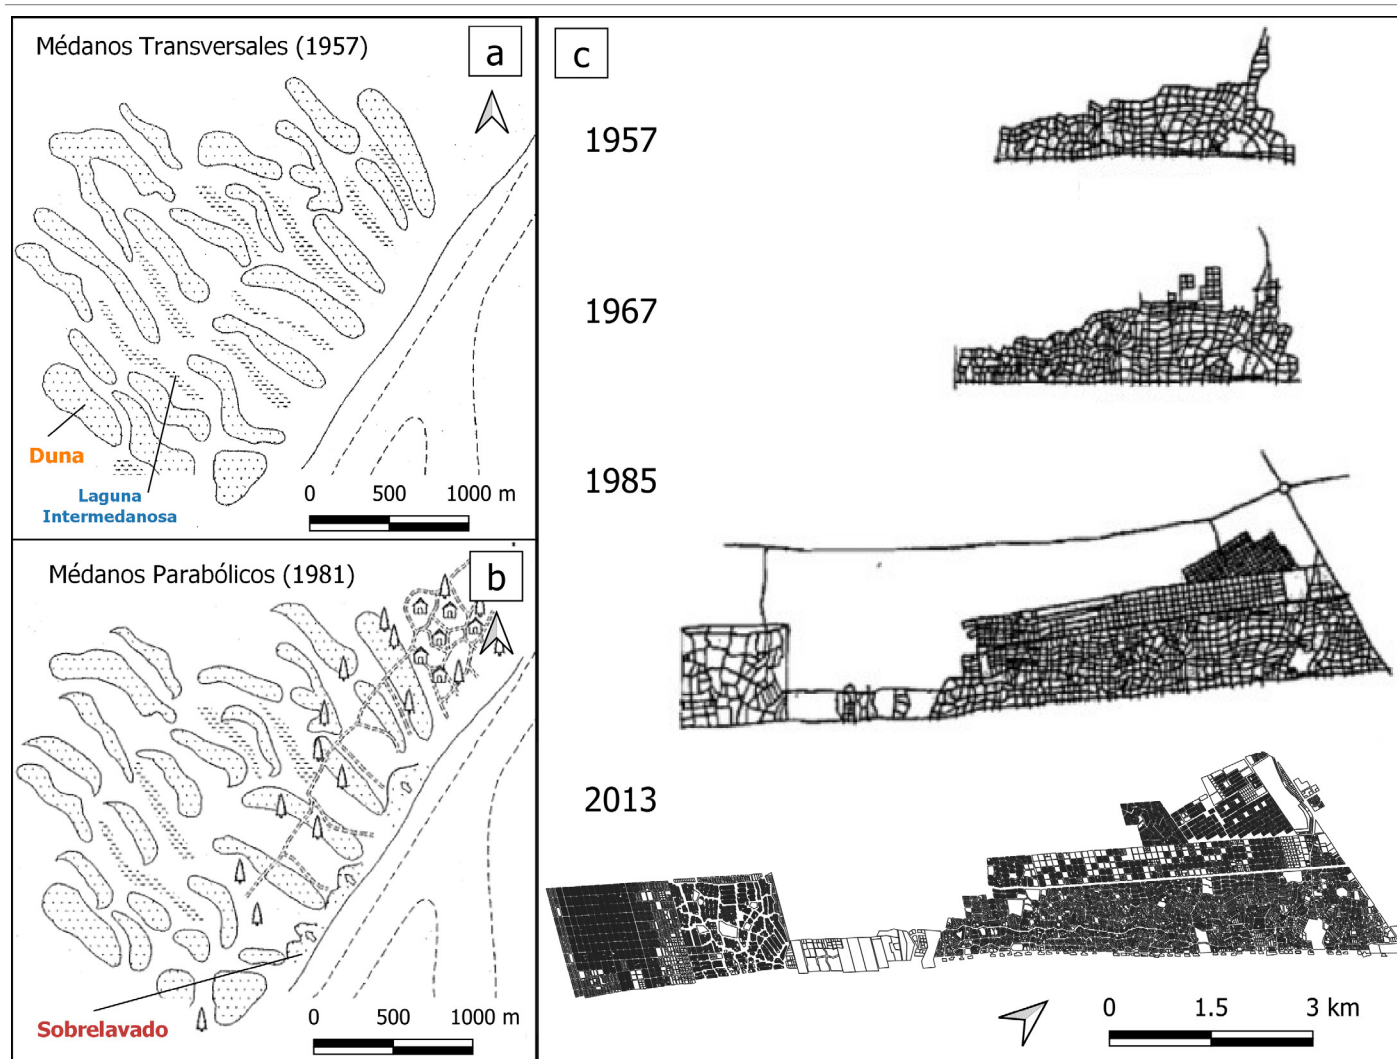 Médanos Transversales (1957)
a
Duna
Laguna
Intermedanosa
0 500 1000 m
Médanos Parabólicos (1981)
b
Sobrelavado
0 500 1000 m
c
1957
1967
1985
2013
0 1.5 3 km